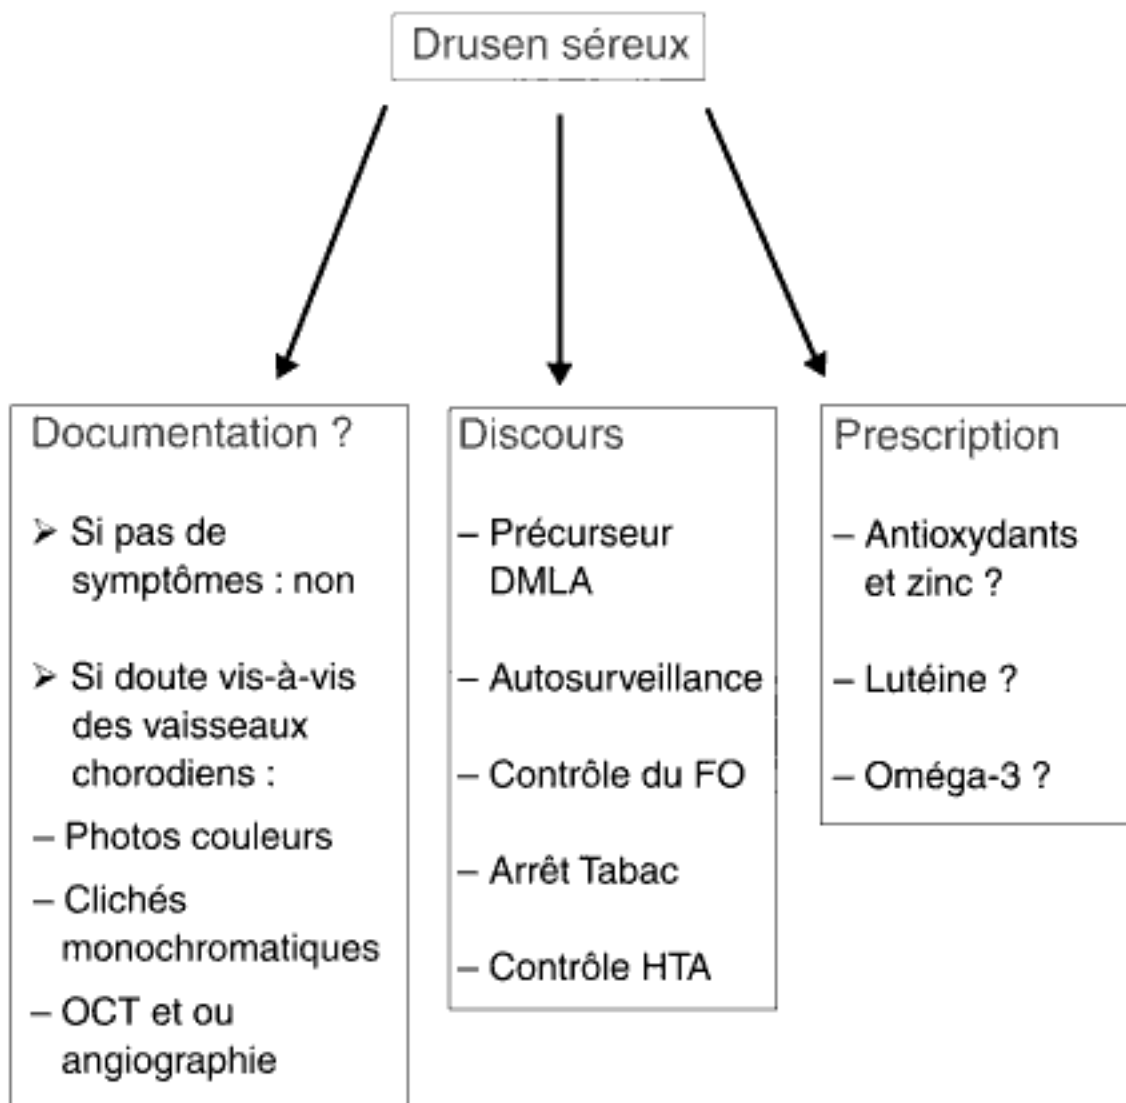 Drusen séreux
Documentation ?
➢ Si pas de
symptômes : non
➢ Si doute vis-à-vis
des vaisseaux
chorodiens :
– Photos couleurs
– Clichés
monochromatiques
– OCT et ou
angiographie
Discours
– Précurseur
DMLA
– Autosurveillance
– Contrôle du FO
– Arrêt Tabac
– Contrôle HTA
Prescription
– Antioxydants
et zinc ?
– Lutéine ?
– Oméga-3 ?